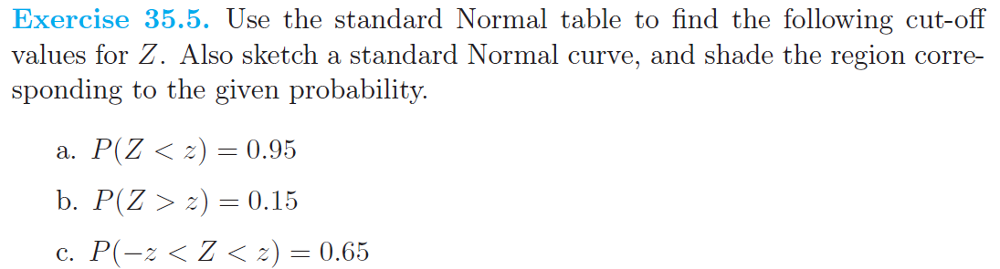 Exercise 35.5. Use the standard Normal table to find the following cut-off
values for Z. Also sketch a standard Normal curve, and shade the region corre-
sponding to the given probability.
a. P(Z < z) = 0.95
b. P(Z > z) = 0.15
c. P(−z < Z < z) = 0.65